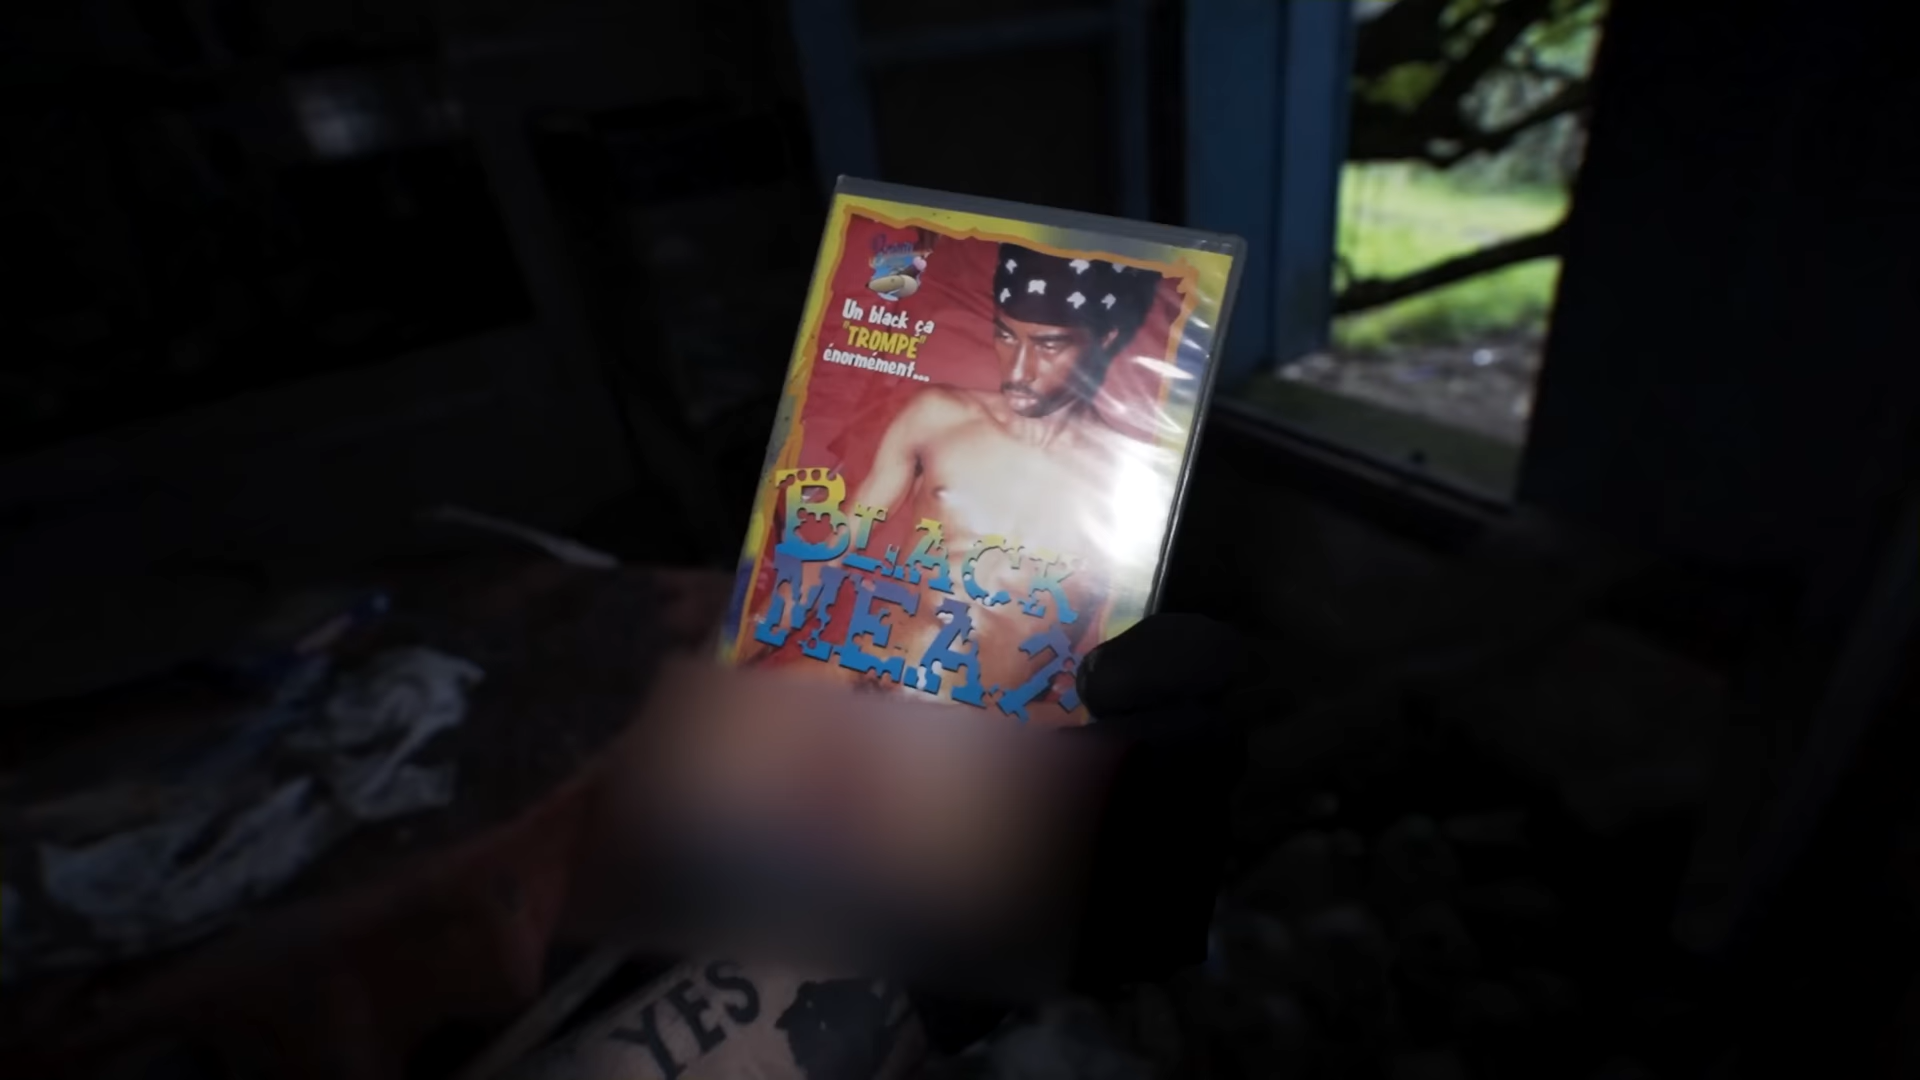 Un black ça
"TROMPE"
énormément...
BLACK
MEAT
YES